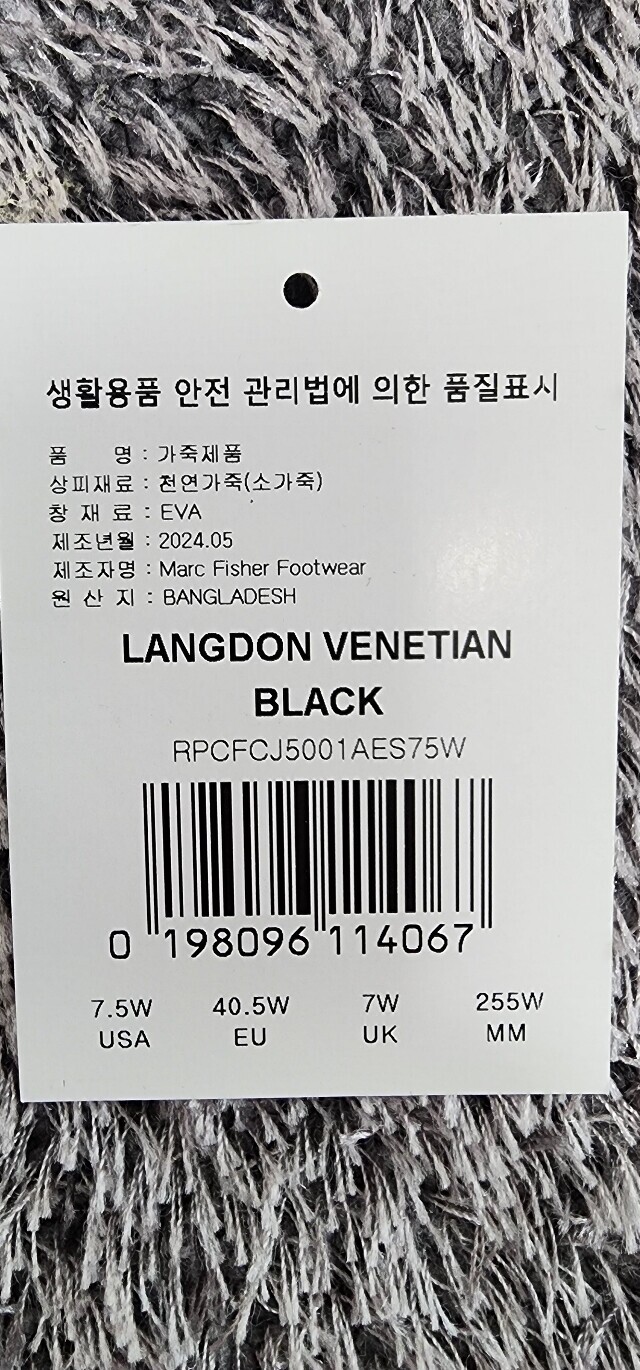 생활용품 안전 관리법에 의한 품질표시
품 명 : 가죽제품
상피재료 : 천연가죽(소가죽)
창 재 료 : EVA
제조년월 : 2024.05
제조자명 : Marc Fisher Footwear
원 산 지 : BANGLADESH
LANGDON VENETIAN
BLACK
RPCFCJ5001AES75W
0 198096 114067
7.5W 40.5W 7W 255W
USA EU UK MM